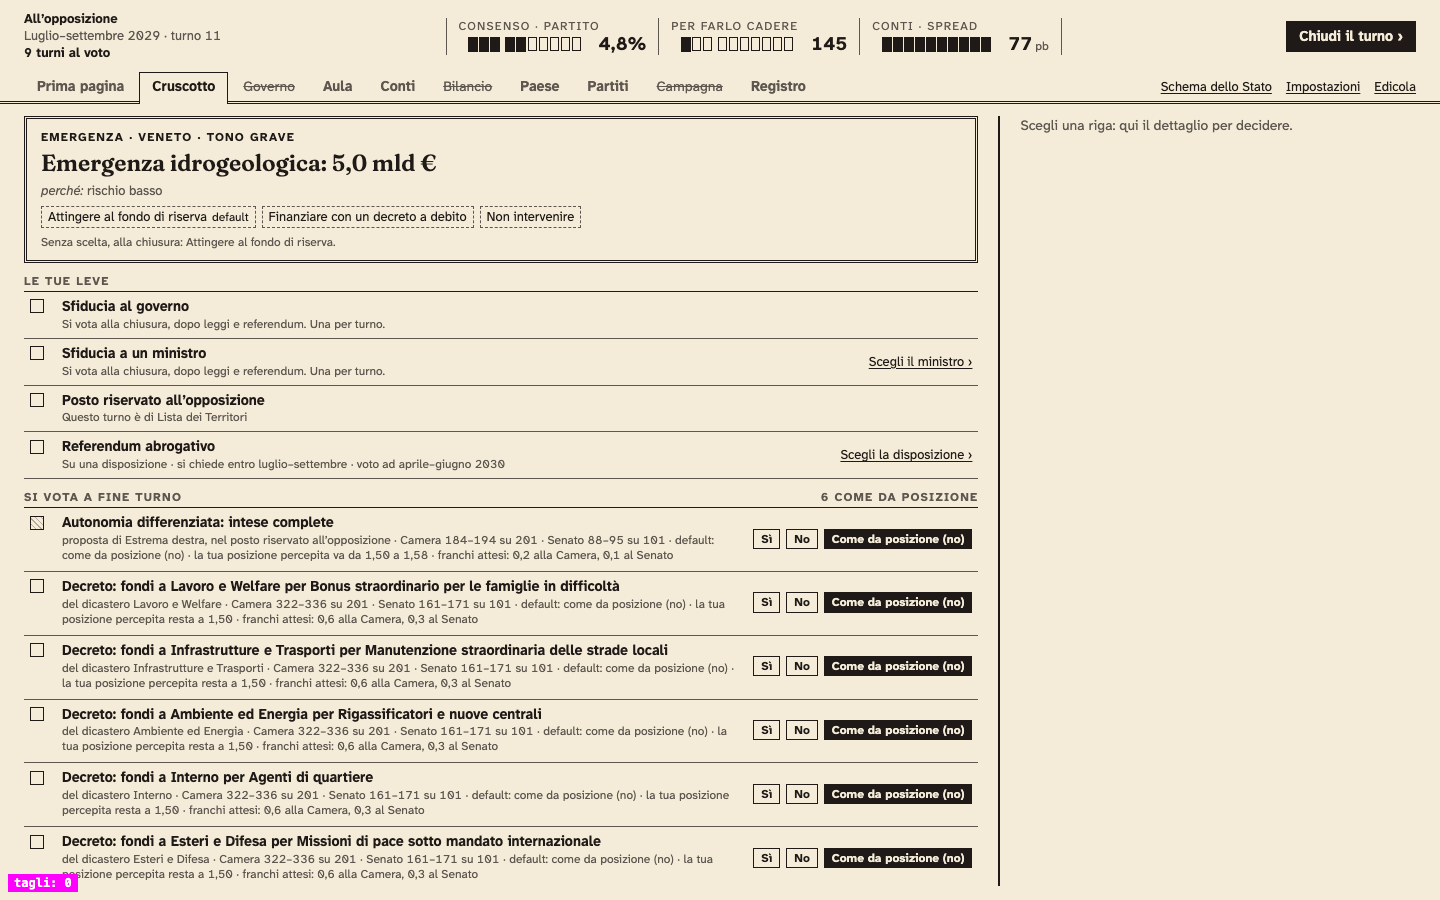 All'opposizione
Luglio–settembre 2029 · turno 11
9 turni al voto
CONSENSO · PARTITO
4,8%
PER FARLO CADERE
145
CONTI · SPREAD
77 pb
Chiudi il turno ›
Prima pagina
Cruscotto
Governo
Aula
Conti
Bilancio
Paese
Partiti
Campagna
Registro
Schema dello Stato
Impostazioni
Edicola
EMERGENZA · VENETO · TONO GRAVE
Emergenza idrogeologica: 5,0 mld €
perché: rischio basso
Attingere al fondo di riserva default
Finanziare con un decreto a debito
Non intervenire
Senza scelta, alla chiusura: Attingere al fondo di riserva.
Scegli una riga: qui il dettaglio per decidere.
LE TUE LEVE
Sfiducia al governo
Si vota alla chiusura, dopo leggi e referendum. Una per turno.
Sfiducia a un ministro
Si vota alla chiusura, dopo leggi e referendum. Una per turno.
Scegli il ministro ›
Posto riservato all'opposizione
Questo turno è di Lista dei Territori
Referendum abrogativo
Su una disposizione · si chiede entro luglio–settembre · voto ad aprile–giugno 2030
Scegli la disposizione ›
SI VOTA A FINE TURNO
6 COME DA POSIZIONE
Autonomia differenziata: intese complete
proposta di Estrema destra, nel posto riservato all'opposizione · Camera 184–194 su 201 · Senato 88–95 su 101 · default:
come da posizione (no) · la tua posizione percepita va da 1,50 a 1,58 · franchi attesi: 0,2 alla Camera, 0,1 al Senato
Sì
No
Come da posizione (no)
Decreto: fondi a Lavoro e Welfare per Bonus straordinario per le famiglie in difficoltà
del dicastero Lavoro e Welfare · Camera 322–336 su 201 · Senato 161–171 su 101 · default: come da posizione (no) · la tua
posizione percepita resta a 1,50 · franchi attesi: 0,6 alla Camera, 0,3 al Senato
Sì
No
Come da posizione (no)
Decreto: fondi a Infrastrutture e Trasporti per Manutenzione straordinaria delle strade locali
del dicastero Infrastrutture e Trasporti · Camera 322–336 su 201 · Senato 161–171 su 101 · default: come da posizione (no) ·
la tua posizione percepita resta a 1,50 · franchi attesi: 0,6 alla Camera, 0,3 al Senato
Sì
No
Come da posizione (no)
Decreto: fondi a Ambiente ed Energia per Rigassificatori e nuove centrali
del dicastero Ambiente ed Energia · Camera 322–336 su 201 · Senato 161–171 su 101 · default: come da posizione (no) · la
tua posizione percepita resta a 1,50 · franchi attesi: 0,6 alla Camera, 0,3 al Senato
Sì
No
Come da posizione (no)
Decreto: fondi a Interno per Agenti di quartiere
del dicastero Interno · Camera 322–336 su 201 · Senato 161–171 su 101 · default: come da posizione (no) · la tua posizione
percepita resta a 1,50 · franchi attesi: 0,6 alla Camera, 0,3 al Senato
Sì
No
Come da posizione (no)
Decreto: fondi a Esteri e Difesa per Missioni di pace sotto mandato internazionale
del dicastero Esteri e Difesa · Camera 322–336 su 201 · Senato 161–171 su 101 · default: come da posizione (no) · la tua
posizione percepita resta a 1,50 · franchi attesi: 0,6 alla Camera, 0,3 al Senato
Sì
No
Come da posizione (no)
tagli: 0